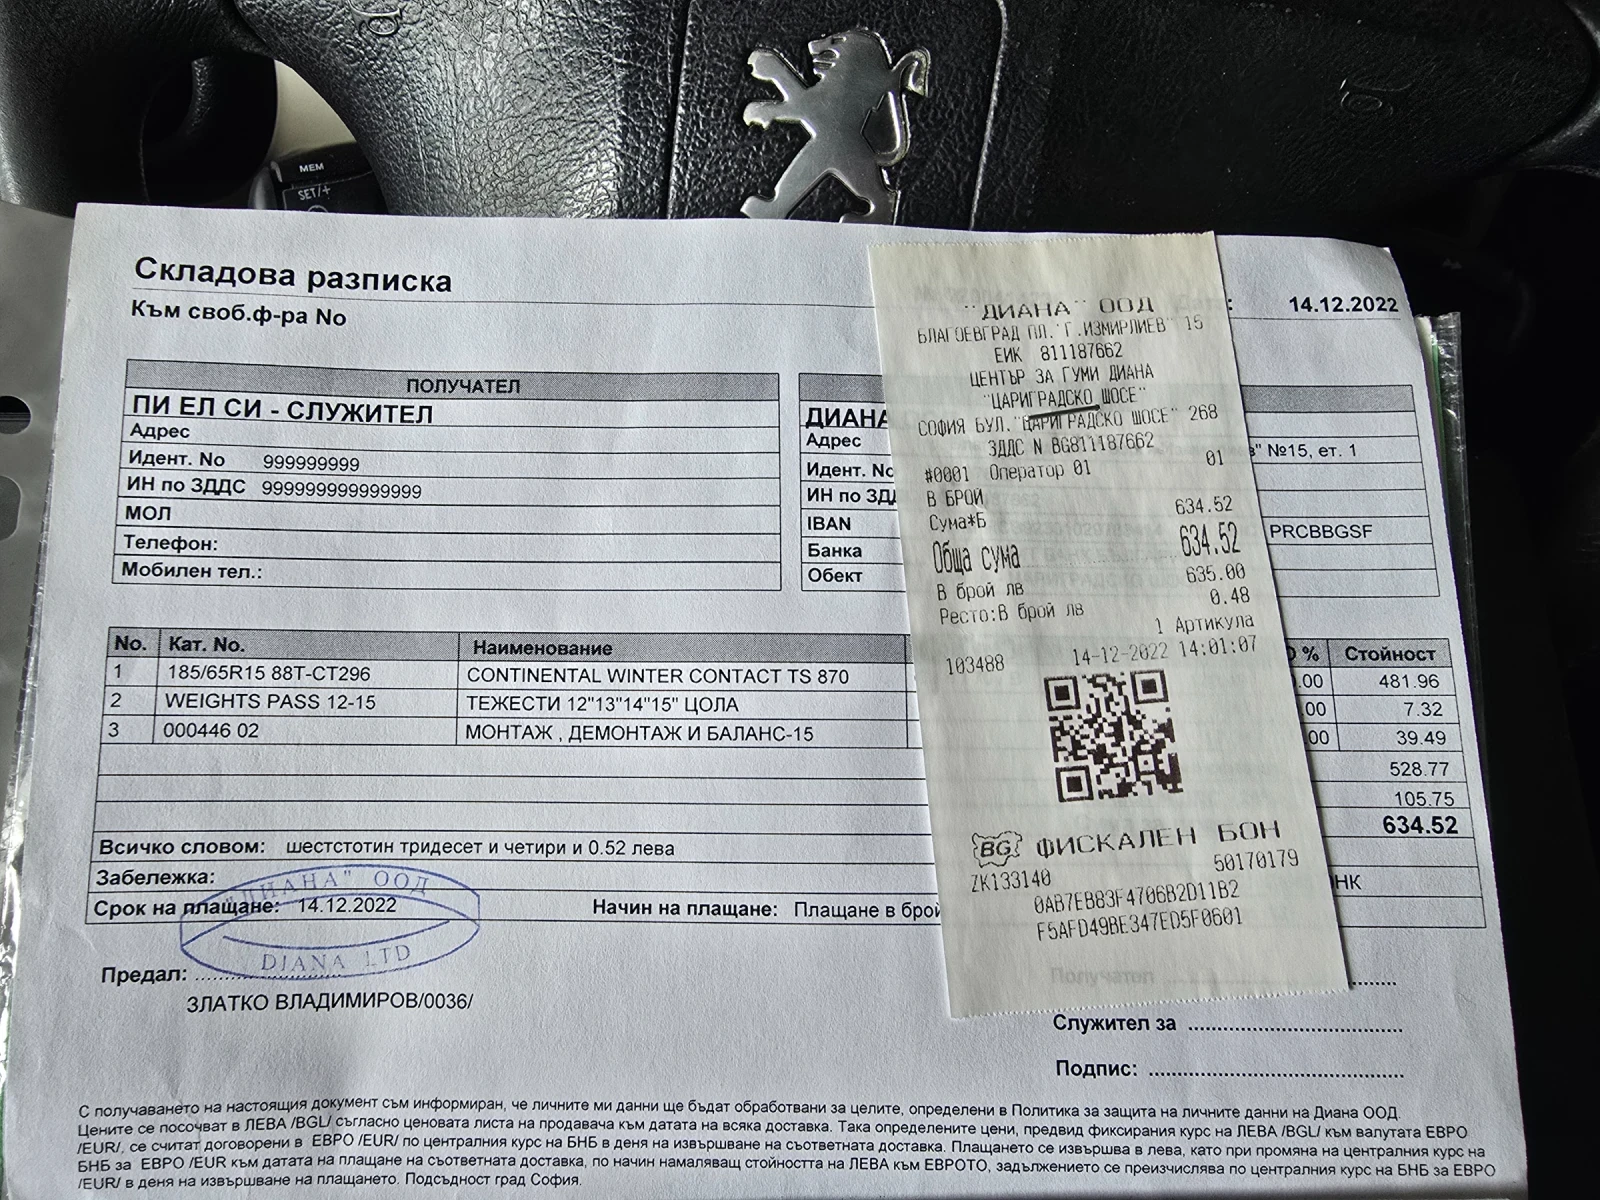 MEM
SET/+
Складова разписка
Към своб.ф-ра No
: 14.12.2022
ПОЛУЧАТЕЛ
ПИ ЕЛ СИ - СЛУЖИТЕЛ
Адрес
Идент. No 999999999
ИН по ЗДДС 999999999999999
МОЛ
Телефон:
Мобилен тел.:
ДИАНА
Адрес
Идент. No
ИН по ЗДД
IBAN
Банка
Обект
№15, ет. 1
PRCBBGSF
"ДИАНА" ООД
БЛАГОЕВГРАД ПЛ."Г.ИЗМИРЛИЕВ" 15
ЕИК 811187662
ЦЕНТЪР ЗА ГУМИ ДИАНА
"ЦАРИГРАДСКО ШОСЕ"
СОФИЯ БУЛ."ЦАРИГРАДСКО ШОСЕ" 268
ЗДДС N BG811187662
#0001 Оператор 01 01
В БРОЙ
Сума*Б 634.52
Обща сума 634.52
В брой лв 635.00
Ресто:В брой лв 0.48
1 Артикула
103488 14-12-2022 14:01:07
BG ФИСКАЛЕН БОН
ZK133140 50170179
0AB7EB83F4706B2D11B2
F5AFD49BE347ED5F0601
No. Кат. No. Наименование % Стойност
1 185/65R15 88T-CT296 CONTINENTAL WINTER CONTACT TS 870 .00 481.96
2 WEIGHTS PASS 12-15 ТЕЖЕСТИ 12"13"14"15" ЦОЛА 00 7.32
3 000446 02 МОНТАЖ , ДЕМОНТАЖ И БАЛАНС-15 00 39.49
528.77
105.75
634.52
Всичко словом: шестстотин тридесет и четири и 0.52 лева
Забележка:
Срок на плащане: 14.12.2022 Начин на плащане: Плащане в брой
НК
"ДИАНА" ООД
DIANA LTD
Предал: ..............................
Получател ..............................
ЗЛАТКО ВЛАДИМИРОВ/0036/
Служител за ..............................
Подпис: ..............................
С получаването на настоящия документ съм информиран, че личните ми данни ще бъдат обработвани за целите, определени в Политика за защита на личните данни на Диана ООД
Цените се посочват в ЛЕВА /BGL/ съгласно ценовата листа на продавача към датата на всяка доставка. Така определените цени, предвид фиксирания курс на ЛЕВА /BGL/ към валутата ЕВРО
/EUR/, се считат договорени в ЕВРО /EUR/ по централния курс на БНБ в деня на извършване на съответната доставка. Плащането се извършва в лева, като при промяна на централния курс на
БНБ за ЕВРО /EUR към датата на плащане на съответната доставка, по начин намаляващ стойността на ЛЕВА към ЕВРОТО, задължението се преизчислява по централния курс на БНБ за ЕВРО
/EUR/ в деня на извършване на плащането. Подсъдност град София.